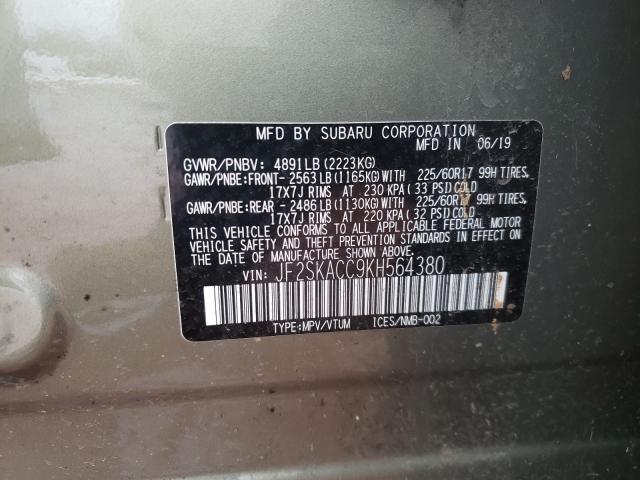 MFD BY SUBARU CORPORATION
MFD IN 06/19
GVWR/PNBV: 4891LB (2223KG)
GAWR/PNBE:FRONT- 2563LB (1165KG) WITH 225/60R17 99H TIRES,
17X7J RIMS AT 230 KPA (33 PSI) COLD
GAWR/PNBE:REAR - 2486LB (1130KG) WITH 225/60R17 99H TIRES,
17X7J RIMS AT 220 KPA (32 PSI) COLD
THIS VEHICLE CONFORMS TO ALL APPLICABLE FEDERAL MOTOR
VEHICLE SAFETY AND BUMPER STANDARDS IN EFFECT ON
THE DATE OF MANUFACTURE SHOWN ABOVE.
VIN: JF2SKACC9KH564380
TYPE:MPV/VTUM ICES/NMB-002